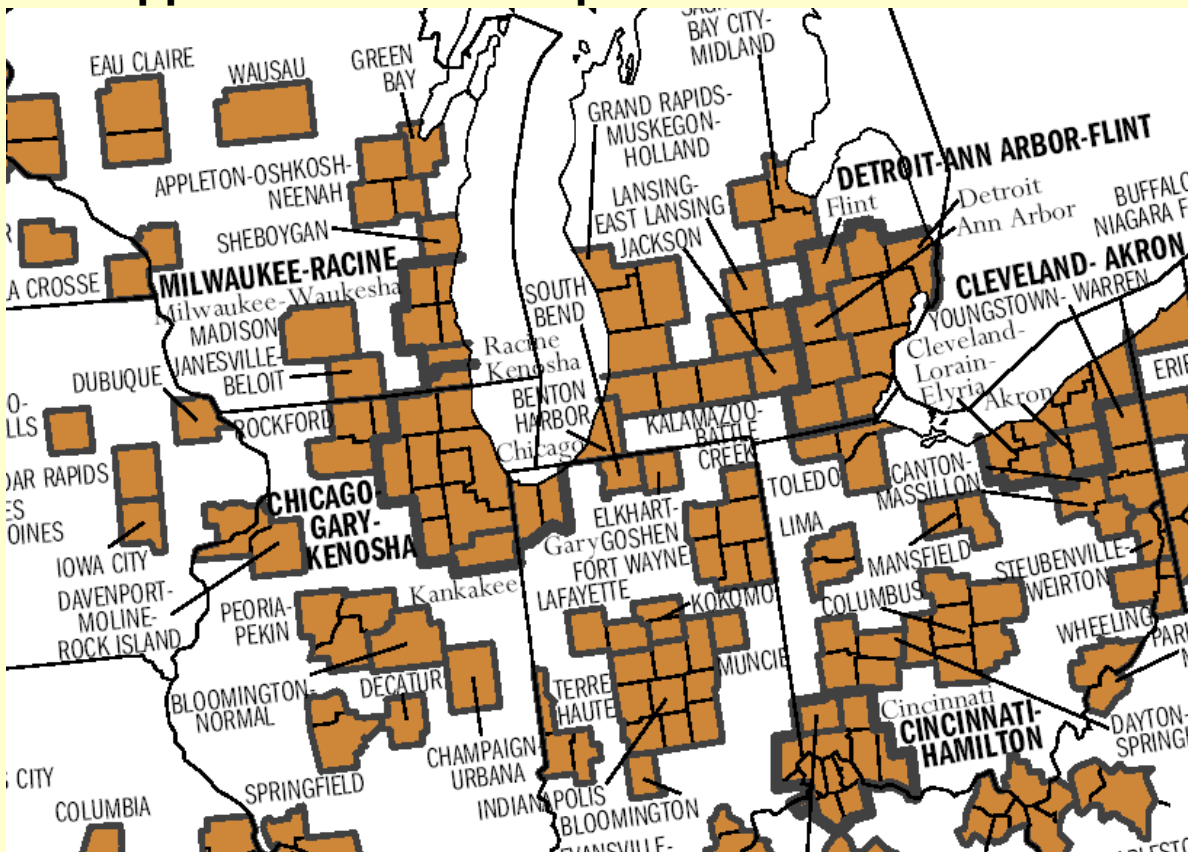 BAY CITY-
MIDLAND
EAU CLAIRE
WAUSAU
GREEN
BAY
GRAND RAPIDS-
MUSKEGON-
HOLLAND
DETROIT-ANN ARBOR-FLINT
APPLETON-OSHKOSH-
NEENAH
LANSING-
EAST LANSING
JACKSON
Flint
Detroit
Ann Arbor
BUFFALO
NIAGARA F
SHEBOYGAN
A CROSSE
MILWAUKEE-RACINE
Milwaukee-Waukesha
CLEVELAND- AKRON
YOUNGSTOWN- WARREN
SOUTH
BEND
MADISON
JANESVILLE-
BELOIT
Racine
Kenosha
Cleveland-
Lorain-
Elyria
Akron
ERIE
DUBUQUE
BENTON
HARBOR
KALAMAZOO-
BATTLE
CREEK
O-
LLS
ROCKFORD
Chicago
DAR RAPIDS
ES
OINES
TOLEDO
CANTON-
MASSILLON
CHICAGO-
GARY-
KENOSHA
ELKHART-
GOSHEN
Gary
FORT WAYNE
LIMA
MANSFIELD
STEUBENVILLE-
WEIRTON
IOWA CITY
DAVENPORT-
MOLINE-
ROCK ISLAND
PEORIA-
PEKIN
Kankakee
LAFAYETTE
KOKOMO
COLUMBUS
WHEELING
PARK
MUNCIE
BLOOMINGTON-
NORMAL
DECATUR
TERRE
HAUTE
Cincinnati
CINCINNATI-
HAMILTON
DAYTON-
SPRINGF
CHAMPAIGN-
URBANA
S CITY
SPRINGFIELD
INDIANAPOLIS
BLOOMINGTON
COLUMBIA
EVANSVILLE-